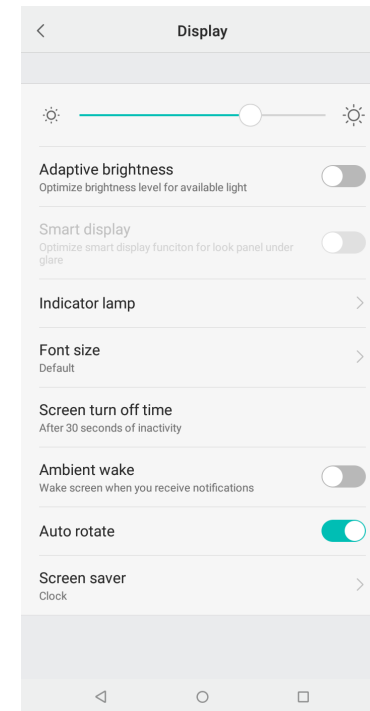 Display
Adaptive brightness
Optimize brightness level for available light
Smart display
Optimize smart display funciton for look panel under
glare
Indicator lamp
Font size
Default
Screen turn off time
After 30 seconds of inactivity
Ambient wake
Wake screen when you receive notifications
Auto rotate
Screen saver
Clock